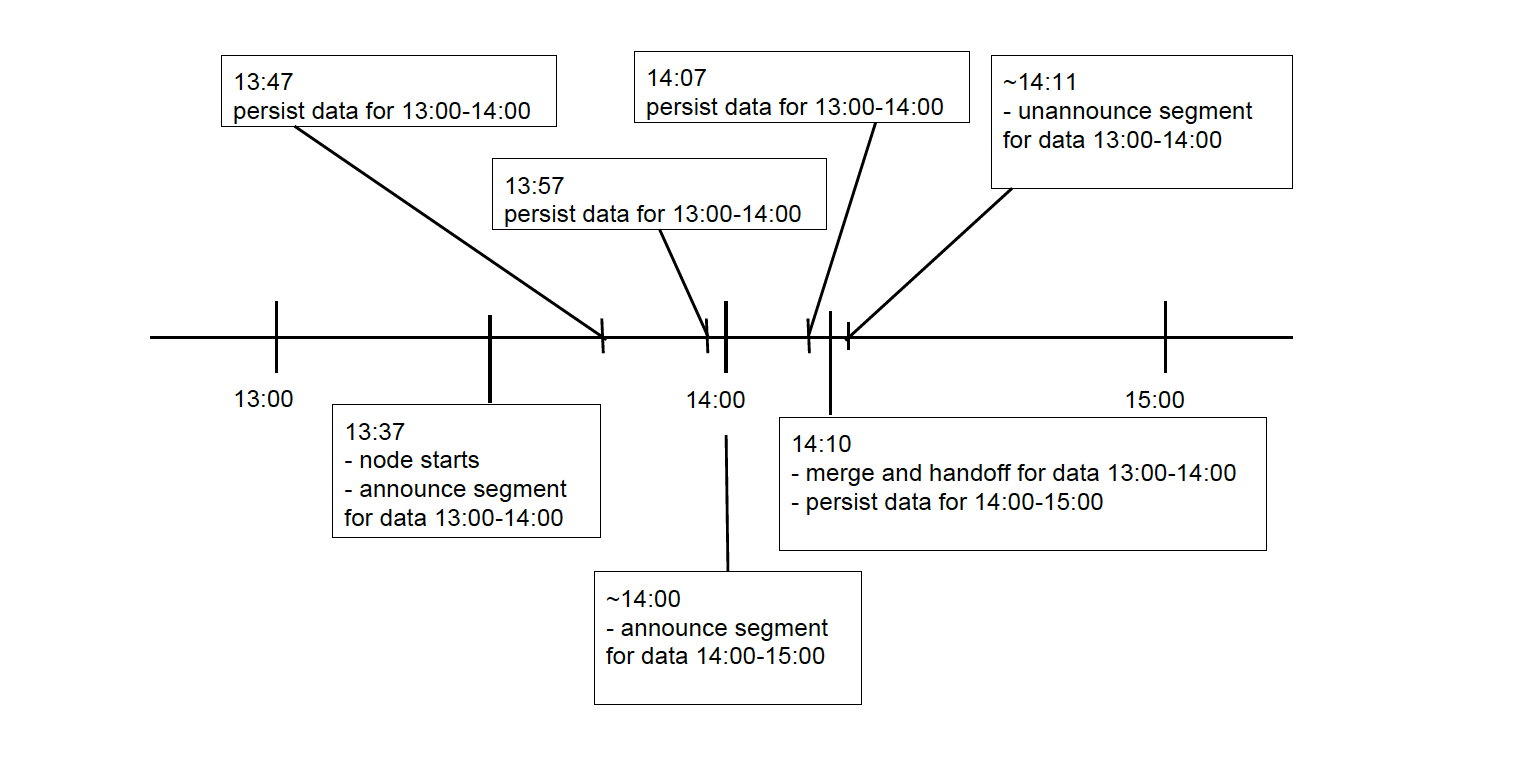 13:47
persist data for 13:00-14:00
14:07
persist data for 13:00-14:00
~14:11
- unannounce segment
for data 13:00-14:00
13:57
persist data for 13:00-14:00
13:00
14:00
15:00
13:37
- node starts
- announce segment
for data 13:00-14:00
14:10
- merge and handoff for data 13:00-14:00
- persist data for 14:00-15:00
~14:00
- announce segment
for data 14:00-15:00